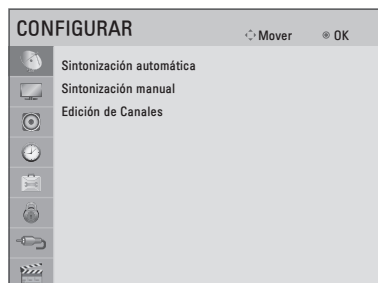 CONFIGURAR
Mover OK
Sintonización automática
Sintonización manual
Edición de Canales